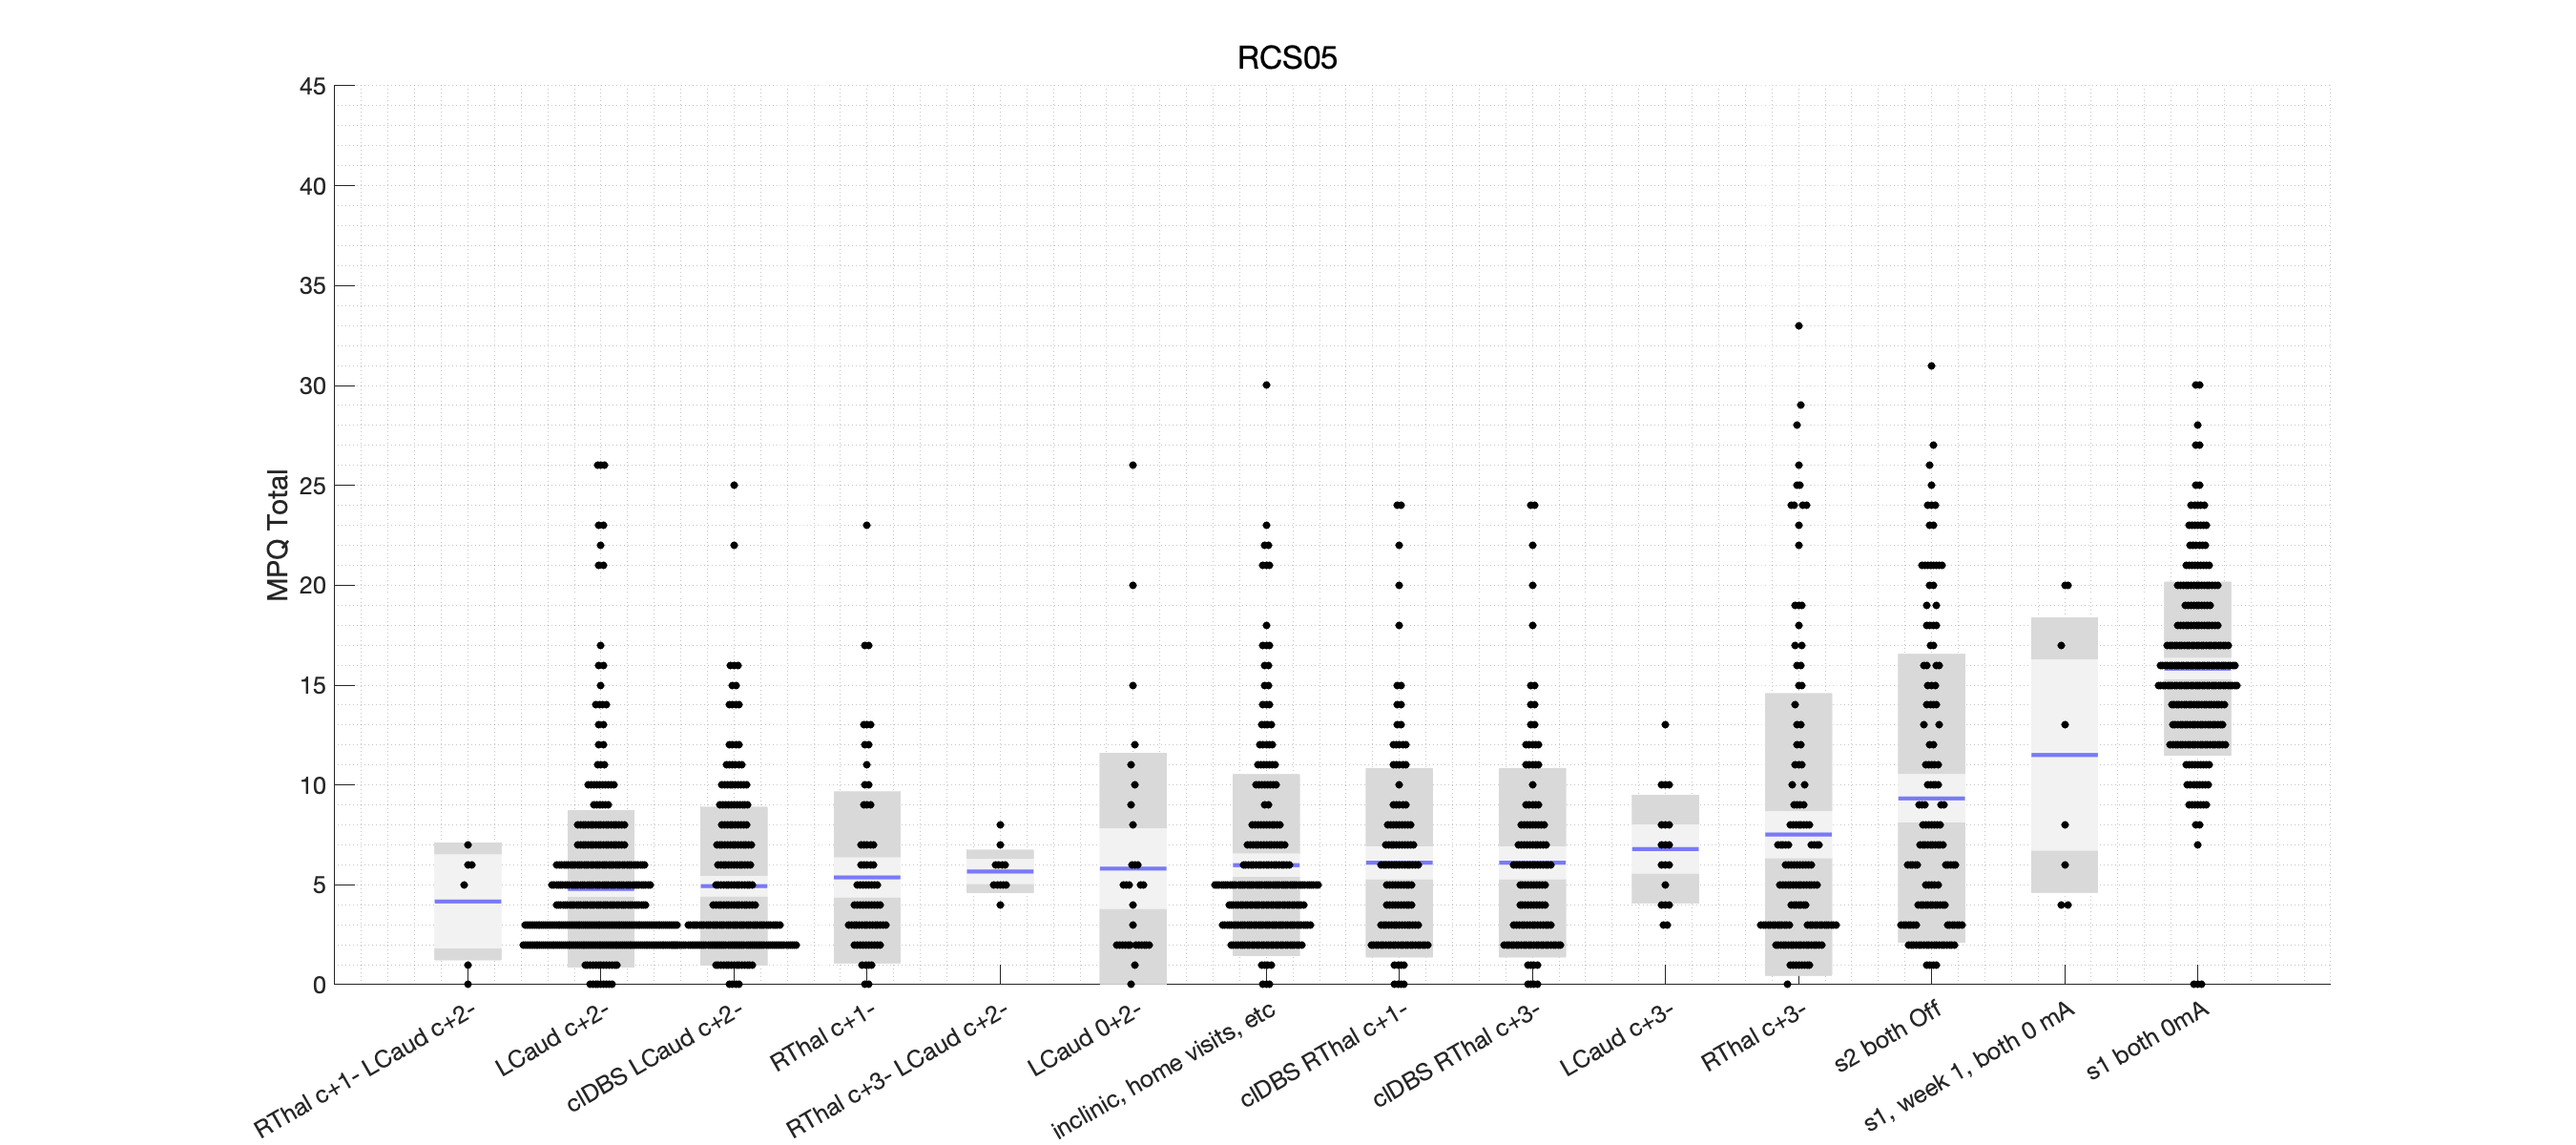 RCS05
MPQ Total
45
40
35
30
25
20
15
10
5
0
RThal c+1- LCaud c+2-
LCaud c+2-
clDBS LCaud c+2-
RThal c+1-
RThal c+3- LCaud c+2-
LCaud 0+2-
inclinic, home visits, etc
clDBS RThal c+1-
clDBS RThal c+3-
LCaud c+3-
RThal c+3-
s2 both Off
s1, week 1, both 0 mA
s1 both 0mA